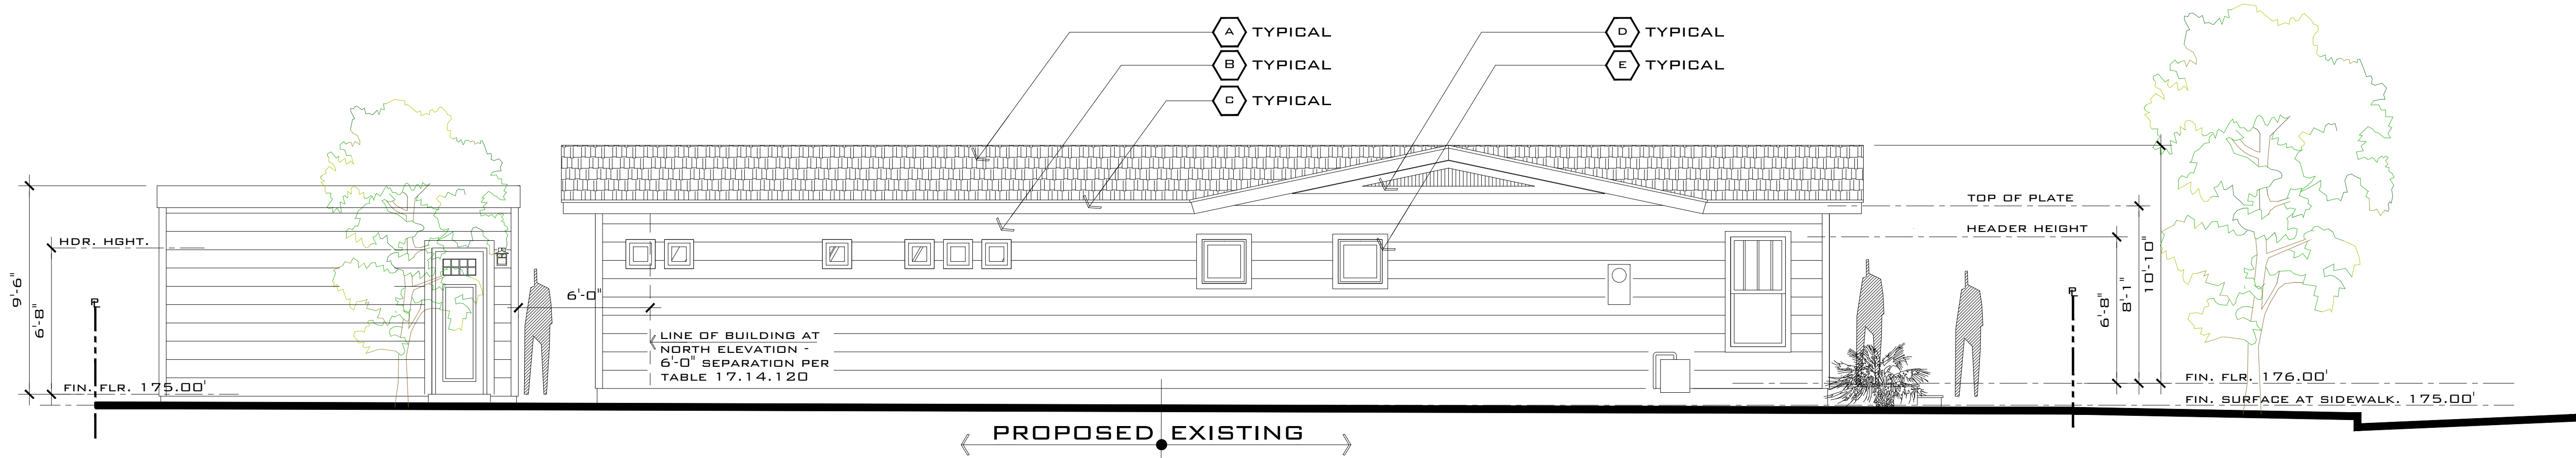 A TYPICAL
B TYPICAL
C TYPICAL
D TYPICAL
E TYPICAL
9'-6"
6'-8"
HDR. HGHT.
PL
FIN. FLR. 175.00'
6'-0"
LINE OF BUILDING AT
NORTH ELEVATION -
6'-0" SEPARATION PER
TABLE 17.14.120
PROPOSED EXISTING
TOP OF PLATE
HEADER HEIGHT
PL
6'-8"
8'-1"
10'-10"
FIN. FLR. 176.00'
FIN. SURFACE AT SIDEWALK. 175.00'